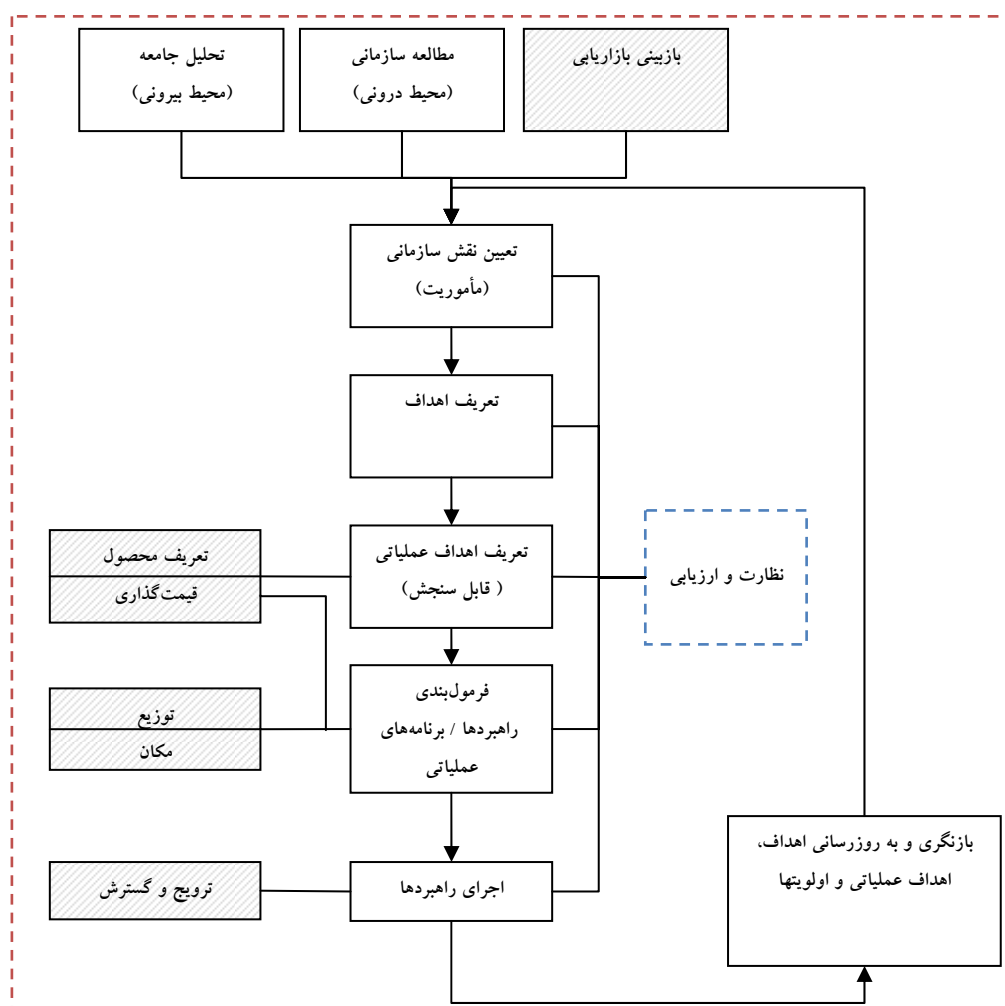 بازبینی بازاریابی
مطالعه سازمانی
(محیط درونی)
تحلیل جامعه
(محیط بیرونی)
تعیین نقش سازمانی
(مأموریت)
تعریف اهداف
تعریف اهداف عملیاتی
( قابل سنجش)
تعریف محصول
قیمت‌گذاری
نظارت و ارزیابی
فرمول‌بندی
راهبردها / برنامه‌های
عملیاتی
توزیع
مکان
اجرای راهبردها
ترویج و گسترش
بازنگری و به روزرسانی اهداف،
اهداف عملیاتی و اولویتها